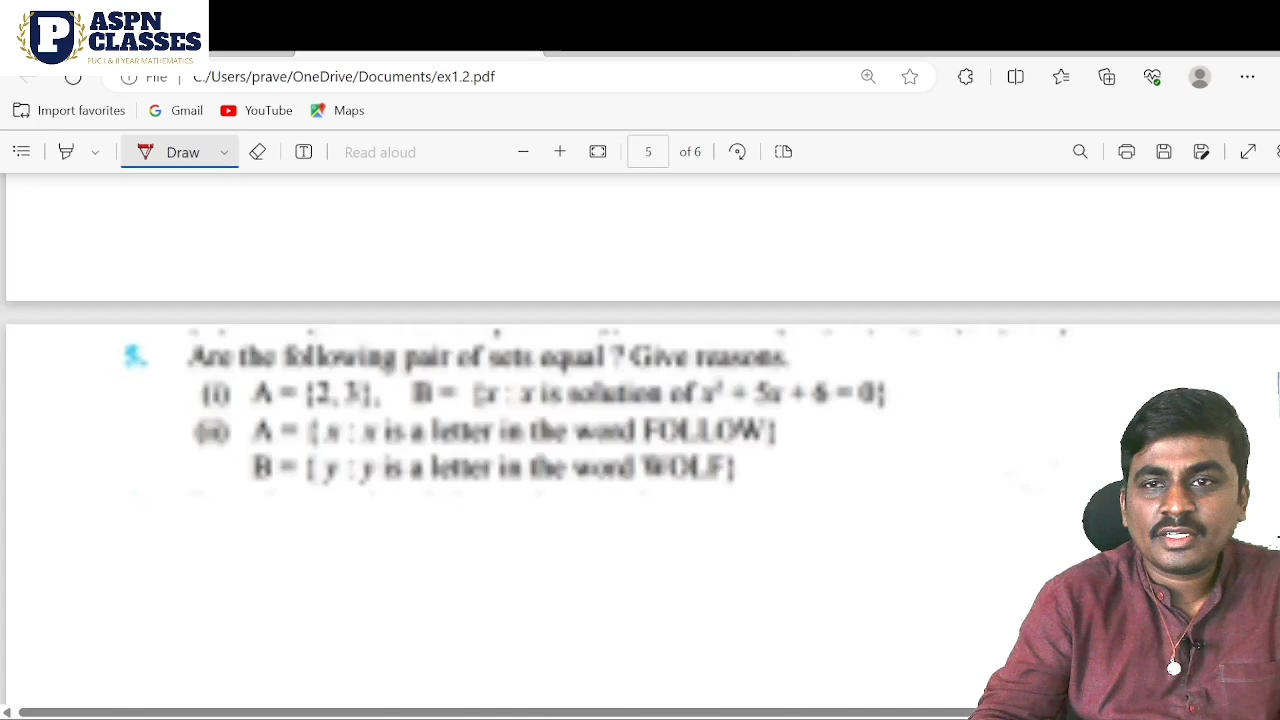 ASPN
CLASSES
PUC I & II YEAR MATHEMATICS
File C:/Users/prave/OneDrive/Documents/ex1.2.pdf
Import favorites Gmail YouTube Maps
Draw Read aloud 5 of 6
5. Are the following pair of sets equal ? Give reasons.
(i) A = {2, 3}, B = {x : x is solution of x² + 5x + 6 = 0}
(ii) A = { x : x is a letter in the word FOLLOW}
B = { y : y is a letter in the word WOLF}